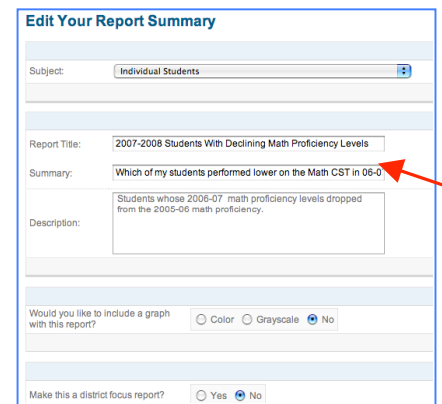 Edit Your Report Summary
Subject: Individual Students
Report Title: 2007-2008 Students With Declining Math Proficiency Levels
Summary: Which of my students performed lower on the Math CST in 06-0
Students whose 2006-07 math proficiency levels dropped
from the 2005-06 math proficiency.
Description:
Would you like to include a graph
with this report? Color Grayscale No
Make this a district focus report? Yes No